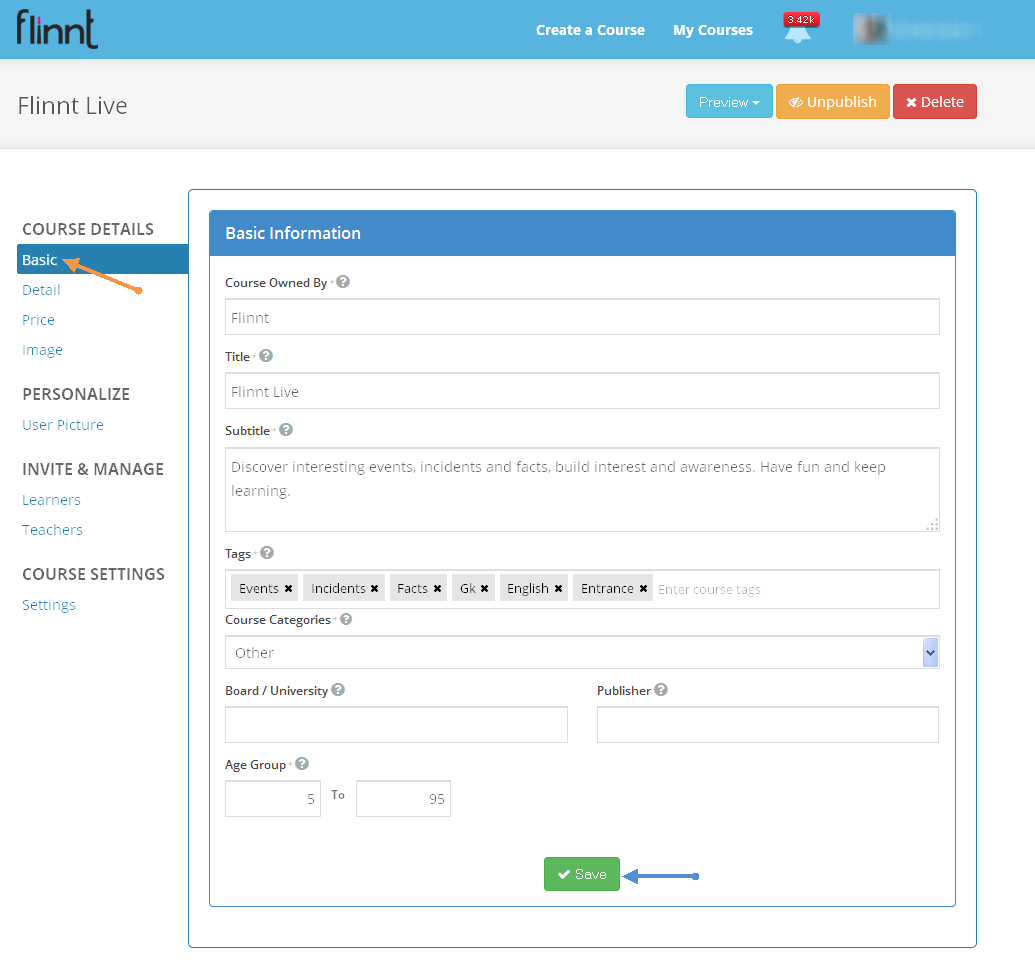 flinnt
Create a Course My Courses 3.42k
Flinnt Live
Preview Unpublish Delete
COURSE DETAILS
Basic
Detail
Price
Image
PERSONALIZE
User Picture
INVITE & MANAGE
Learners
Teachers
COURSE SETTINGS
Settings
Basic Information
Course Owned By *
Flinnt
Title *
Flinnt Live
Subtitle *
Discover interesting events, incidents and facts, build interest and awareness. Have fun and keep
learning.
Tags *
Events Incidents Facts Gk English Entrance Enter course tags
Course Categories *
Other
Board / University Publisher
Age Group *
5 To 95
Save